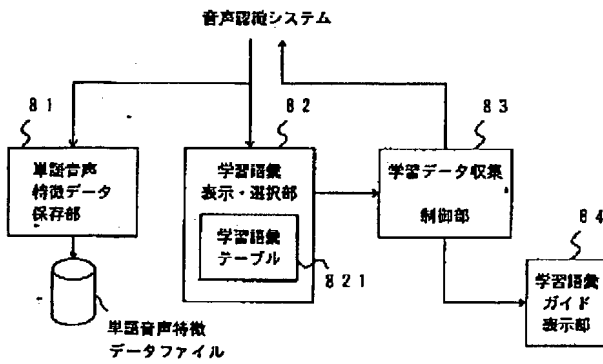 音声認識システム
81
82
83
84
単語音声
特徴データ
保存部
学習語彙
表示・選択部
学習語彙
テーブル
821
学習データ収集
制御部
学習語彙
ガイド
表示部
単語音声特徴
データファイル